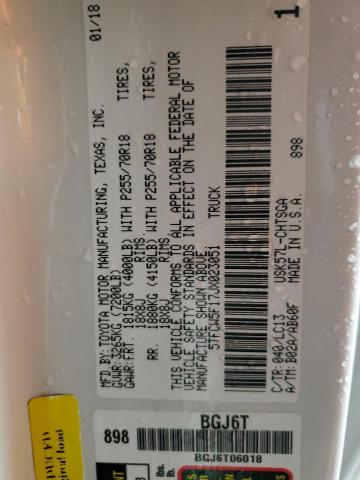 MFD BY: TOYOTA MOTOR MANUFACTURING, TEXAS, INC. 01/18
GVWR: 3265KG (7200LB)
GAWR: FRT. 1815KG (4000LB) WITH P255/70R18 TIRES,
18X8J RIMS
RR. 1880KG (4150LB) WITH P255/70R18 TIRES,
18X8J RIMS
THIS VEHICLE CONFORMS TO ALL APPLICABLE FEDERAL MOTOR
VEHICLE SAFETY STANDARDS IN EFFECT ON THE DATE OF
MANUFACTURE SHOWN ABOVE.
TRUCK
898
C/TR: 040/LC13 USK57L-CHTSGA
A/TM: B02A/AB60F MADE IN U.S.A.
1
898 BGJ6T
BGJ6T06018
lbs.
lb.